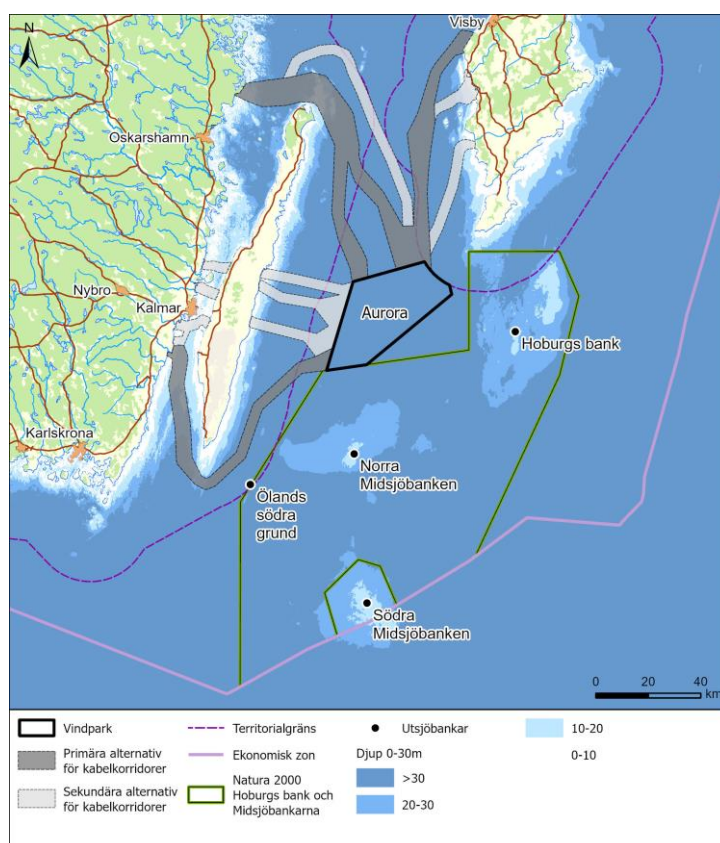 N
Visby
Oskarshamn
Nybro
Kalmar
Aurora
Hoburgs bank
Karlskrona
Norra
Midsjöbanken
Ölands
södra
grund
Södra
Midsjöbanken
0 20 40
km
Vindpark
Primära alternativ
för kabelkorridorer
Sekundära alternativ
för kabelkorridorer
Territorialgräns
Ekonomisk zon
Natura 2000
Hoburgs bank och
Midsjöbankarna
Utsjöbankar
Djup 0-30m
>30
20-30
10-20
0-10